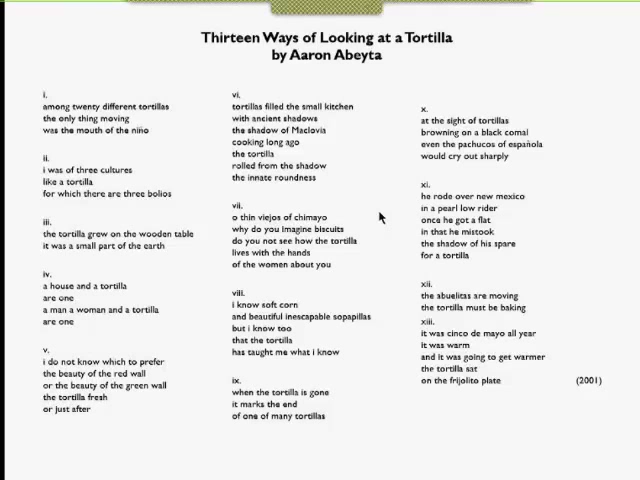 Thirteen Ways of Looking at a Tortilla
by Aaron Abeyta
i.
among twenty different tortillas
the only thing moving
was the mouth of the niño
ii.
i was of three cultures
like a tortilla
for which there are three bolios
iii.
the tortilla grew on the wooden table
it was a small part of the earth
iv.
a house and a tortilla
are one
a man a woman and a tortilla
are one
v.
i do not know which to prefer
the beauty of the red wall
or the beauty of the green wall
the tortilla fresh
or just after
vi.
tortillas filled the small kitchen
with ancient shadows
the shadow of Maclovia
cooking long ago
the tortilla
rolled from the shadow
the innate roundness
vii.
o thin viejos of chimayo
why do you imagine biscuits
do you not see how the tortilla
lives with the hands
of the women about you
viii.
i know soft corn
and beautiful inescapable sopapillas
but i know too
that the tortilla
has taught me what i know
ix.
when the tortilla is gone
it marks the end
of one of many tortillas
x.
at the sight of tortillas
browning on a black comal
even the pachucos of española
would cry out sharply
xi.
he rode over new mexico
in a pearl low rider
once he got a flat
in that he mistook
the shadow of his spare
for a tortilla
xii.
the abuelitas are moving
the tortilla must be baking
xiii.
it was cinco de mayo all year
it was warm
and it was going to get warmer
the tortilla sat
on the frijolito plate
(2001)